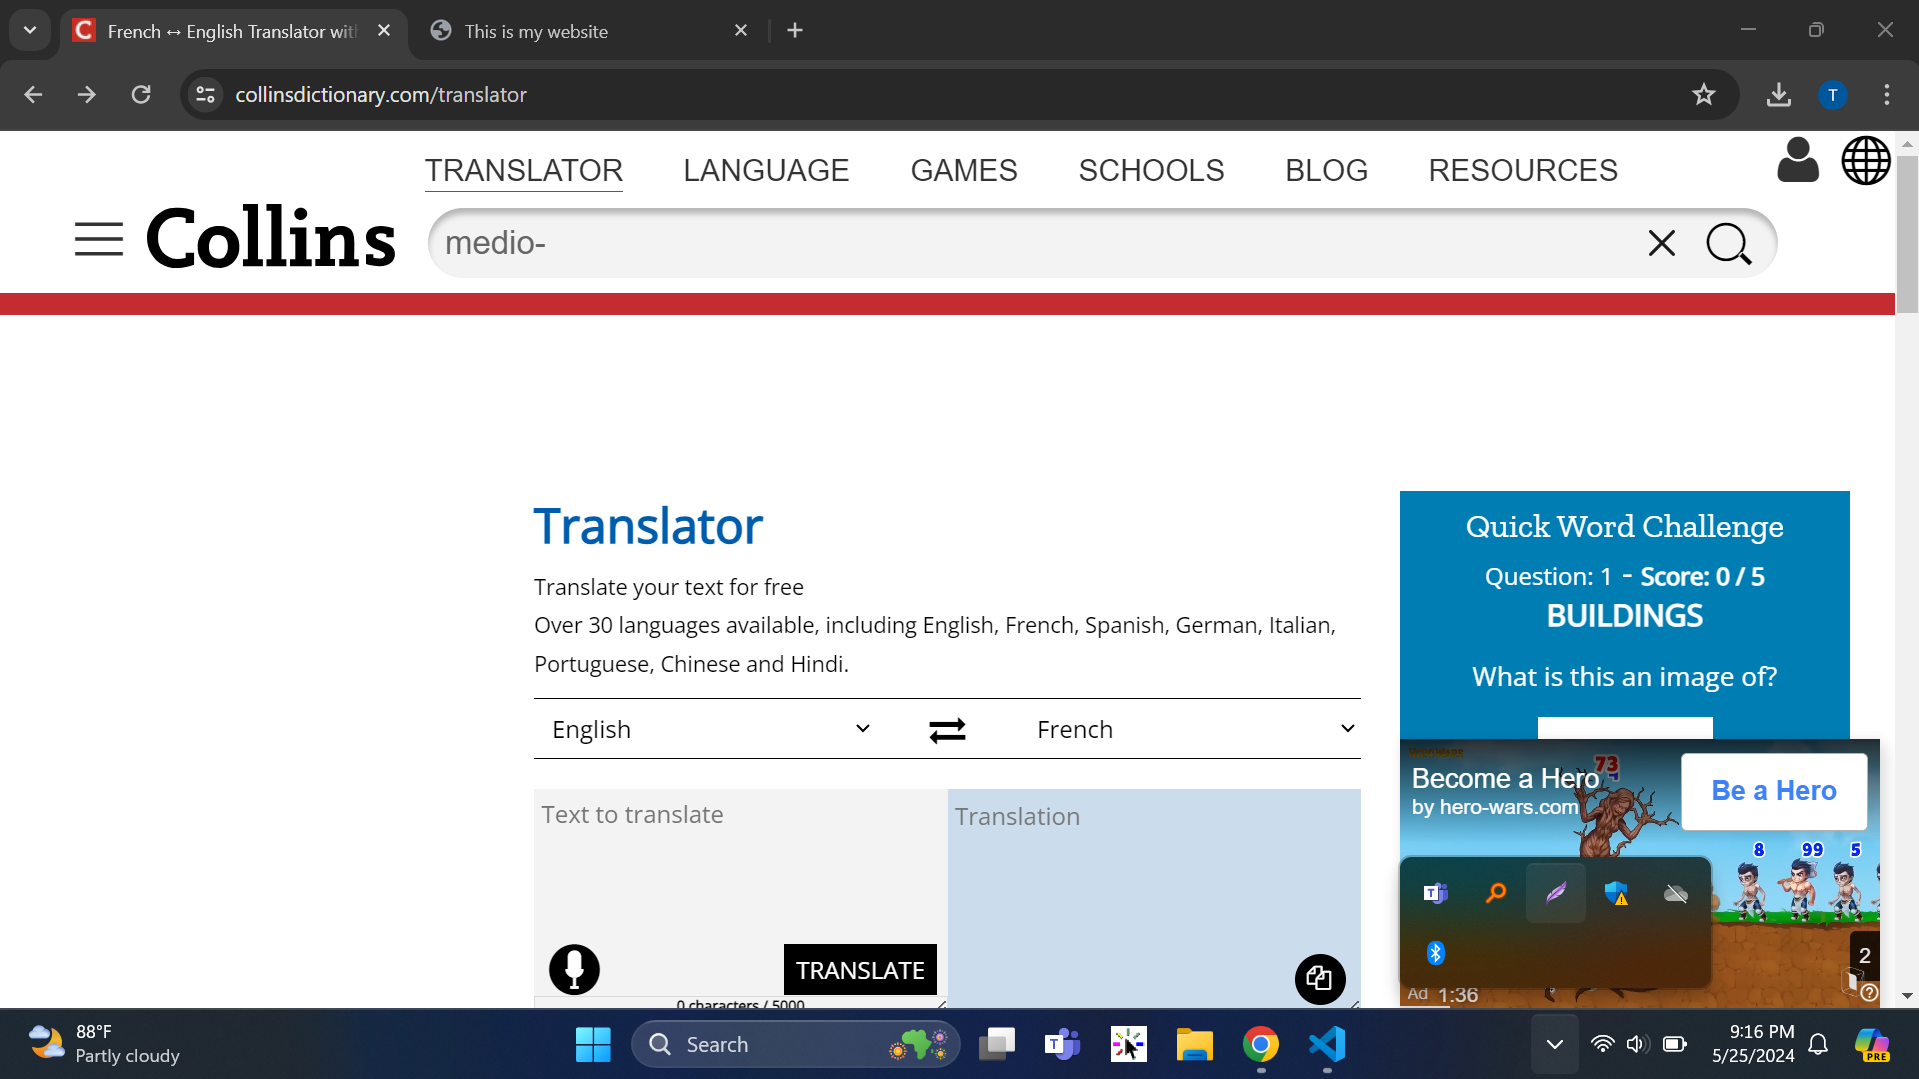 French ↔ English Translator wit
This is my website
collinsdictionary.com/translator
T
TRANSLATOR LANGUAGE GAMES SCHOOLS BLOG RESOURCES
Collins
medio-
Translator
Translate your text for free
Over 30 languages available, including English, French, Spanish, German, Italian,
Portuguese, Chinese and Hindi.
English French
Text to translate
Translation
TRANSLATE
0 characters / 5000
Quick Word Challenge
Question: 1 - Score: 0 / 5
BUILDINGS
What is this an image of?
73
Become a Hero
by hero-wars.com
Be a Hero
8 99 5
2
Ad 1:36
88°F
Partly cloudy
Search
9:16 PM
5/25/2024
PRE